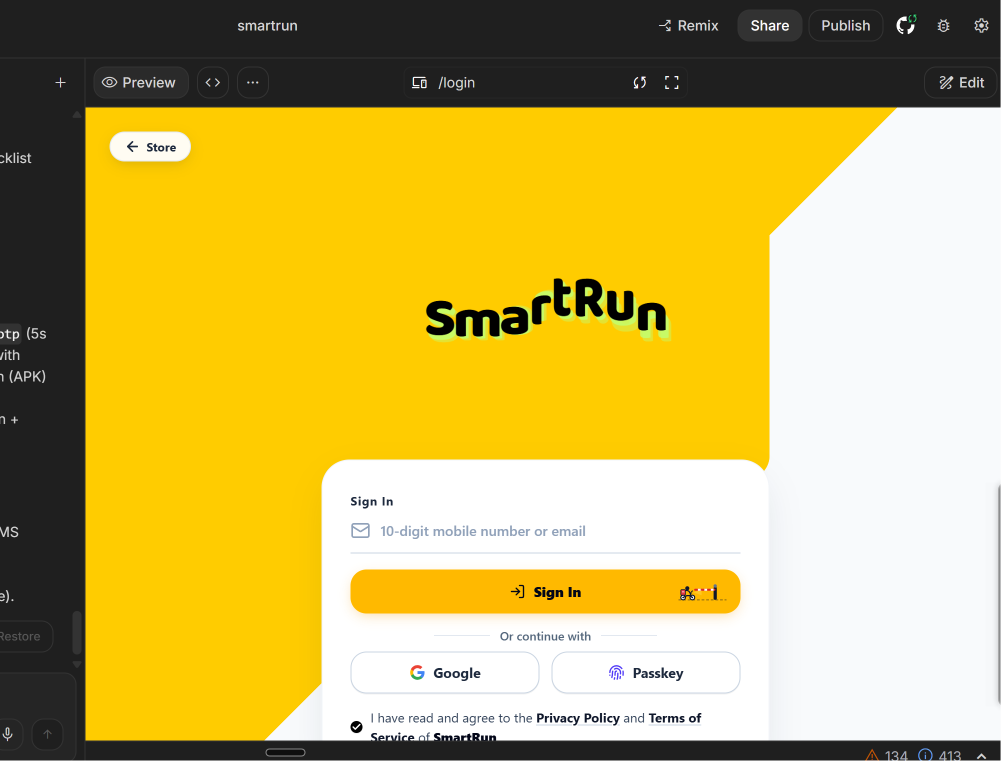 smartrun
Remix
Share
Publish
Preview
/login
Edit
cklist
Store
SmartRun
otp (5s
with
n (APK)
n +
MS
e).
Restore
Sign In
10-digit mobile number or email
Sign In
Or continue with
Google
Passkey
I have read and agree to the Privacy Policy and Terms of
Service of SmartRun
134
413